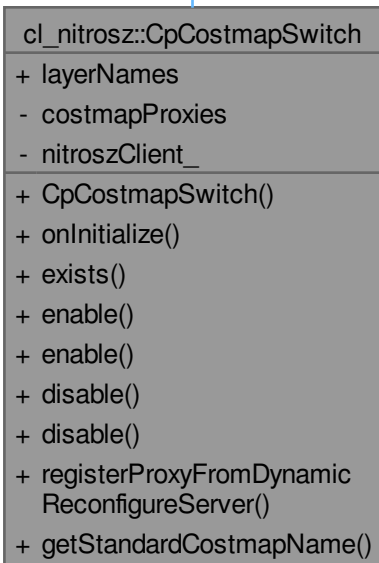 cl_nitrosz::CpCostmapSwitch
+ layerNames
- costmapProxies
- nitroszClient_
+ CpCostmapSwitch()
+ onInitialize()
+ exists()
+ enable()
+ enable()
+ disable()
+ disable()
+ registerProxyFromDynamic
ReconfigureServer()
+ getStandardCostmapName()